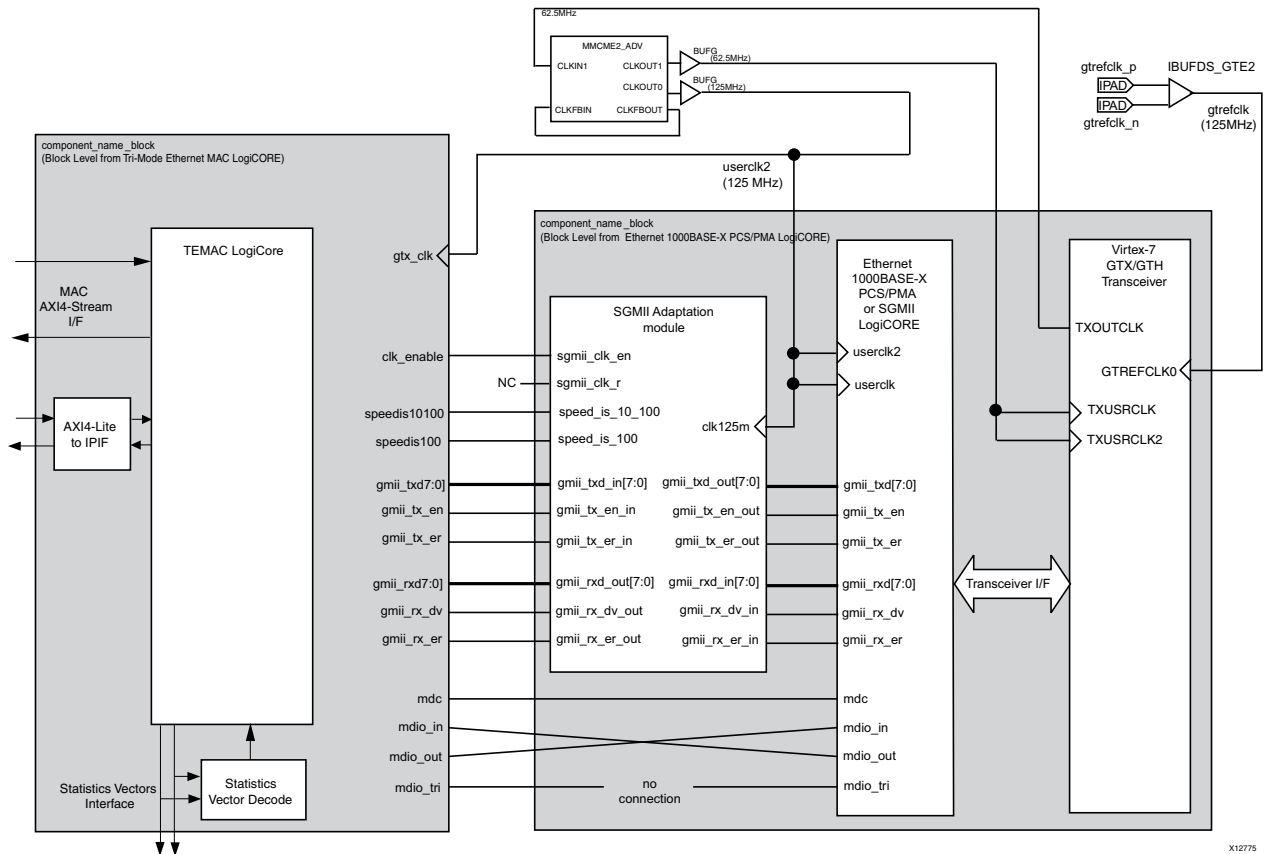 62.5MHz
MMCME2_ADV
CLKIN1
CLKOUT1
CLKOUT0
CLKFBIN
CLKFBOUT
BUFG
(62.5MHz)
BUFG
(125MHz)
gtrefclk_p
IPAD
IPAD
gtrefclk_n
IBUFDS_GTE2
gtrefclk
(125MHz)
userclk2
(125 MHz)
component_name_block
(Block Level from Tri-Mode Ethernet MAC LogiCORE)
TEMAC LogiCore
MAC
AXI4-Stream
I/F
AXI4-Lite
to IPIF
Statistics Vectors
Interface
Statistics
Vector Decode
gtx_clk
clk_enable
speedis10100
speedis100
gmii_txd7:0]
gmii_tx_en
gmii_tx_er
gmii_rxd7:0]
gmii_rx_dv
gmii_rx_er
mdc
mdio_in
mdio_out
mdio_tri
NC
component_name_block
(Block Level from Ethernet 1000BASE-X PCS/PMA LogiCORE)
SGMII Adaptation
module
sgmii_clk_en
sgmii_clk_r
speed_is_10_100
speed_is_100
clk125m
gmii_txd_in[7:0]
gmii_txd_out[7:0]
gmii_tx_en_in
gmii_tx_en_out
gmii_tx_er_in
gmii_tx_er_out
gmii_rxd_out[7:0]
gmii_rxd_in[7:0]
gmii_rx_dv_out
gmii_rx_dv_in
gmii_rx_er_out
gmii_rx_er_in
no
connection
Ethernet
1000BASE-X
PCS/PMA
or SGMII
LogiCORE
userclk2
userclk
gmii_txd[7:0]
gmii_tx_en
gmii_tx_er
gmii_rxd[7:0]
gmii_rx_dv
gmii_rx_er
mdc
mdio_in
mdio_out
mdio_tri
Transceiver I/F
Virtex-7
GTX/GTH
Transceiver
TXOUTCLK
GTREFCLK0
TXUSRCLK
TXUSRCLK2
X12775